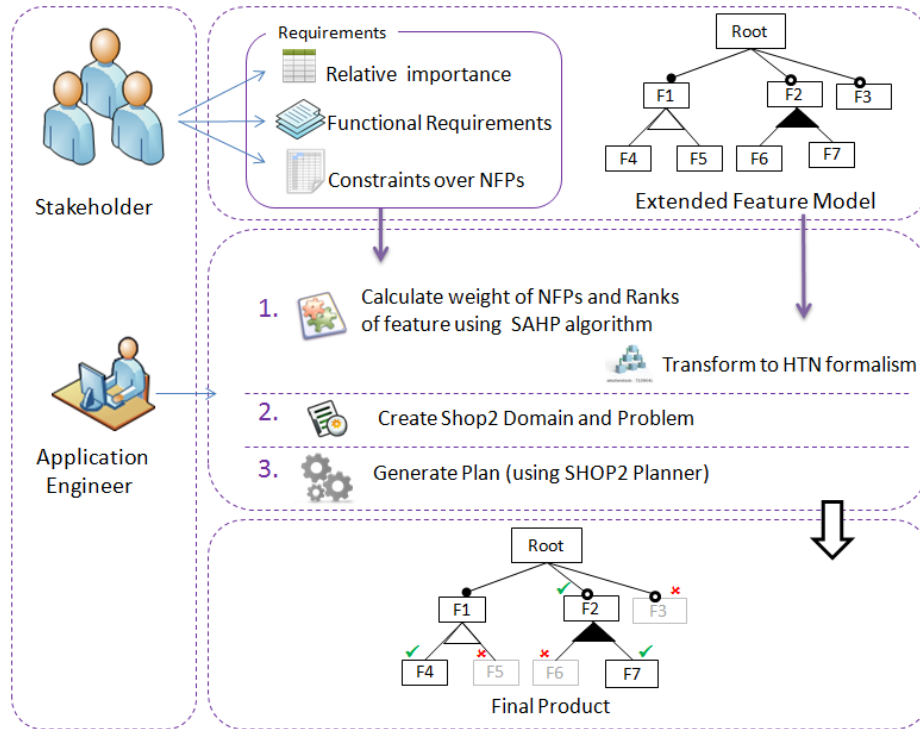 Requirements
Relative importance
Functional Requirements
Constraints over NFPs
Stakeholder
Root
F1
F2
F3
F4
F5
F6
F7
Extended Feature Model
1.
Calculate weight of NFPs and Ranks
of feature using SAHP algorithm
Transform to HTN formalism
2.
Create Shop2 Domain and Problem
3.
Generate Plan (using SHOP2 Planner)
Application
Engineer
Root
F1
F2
F3
F4
F5
F6
F7
Final Product